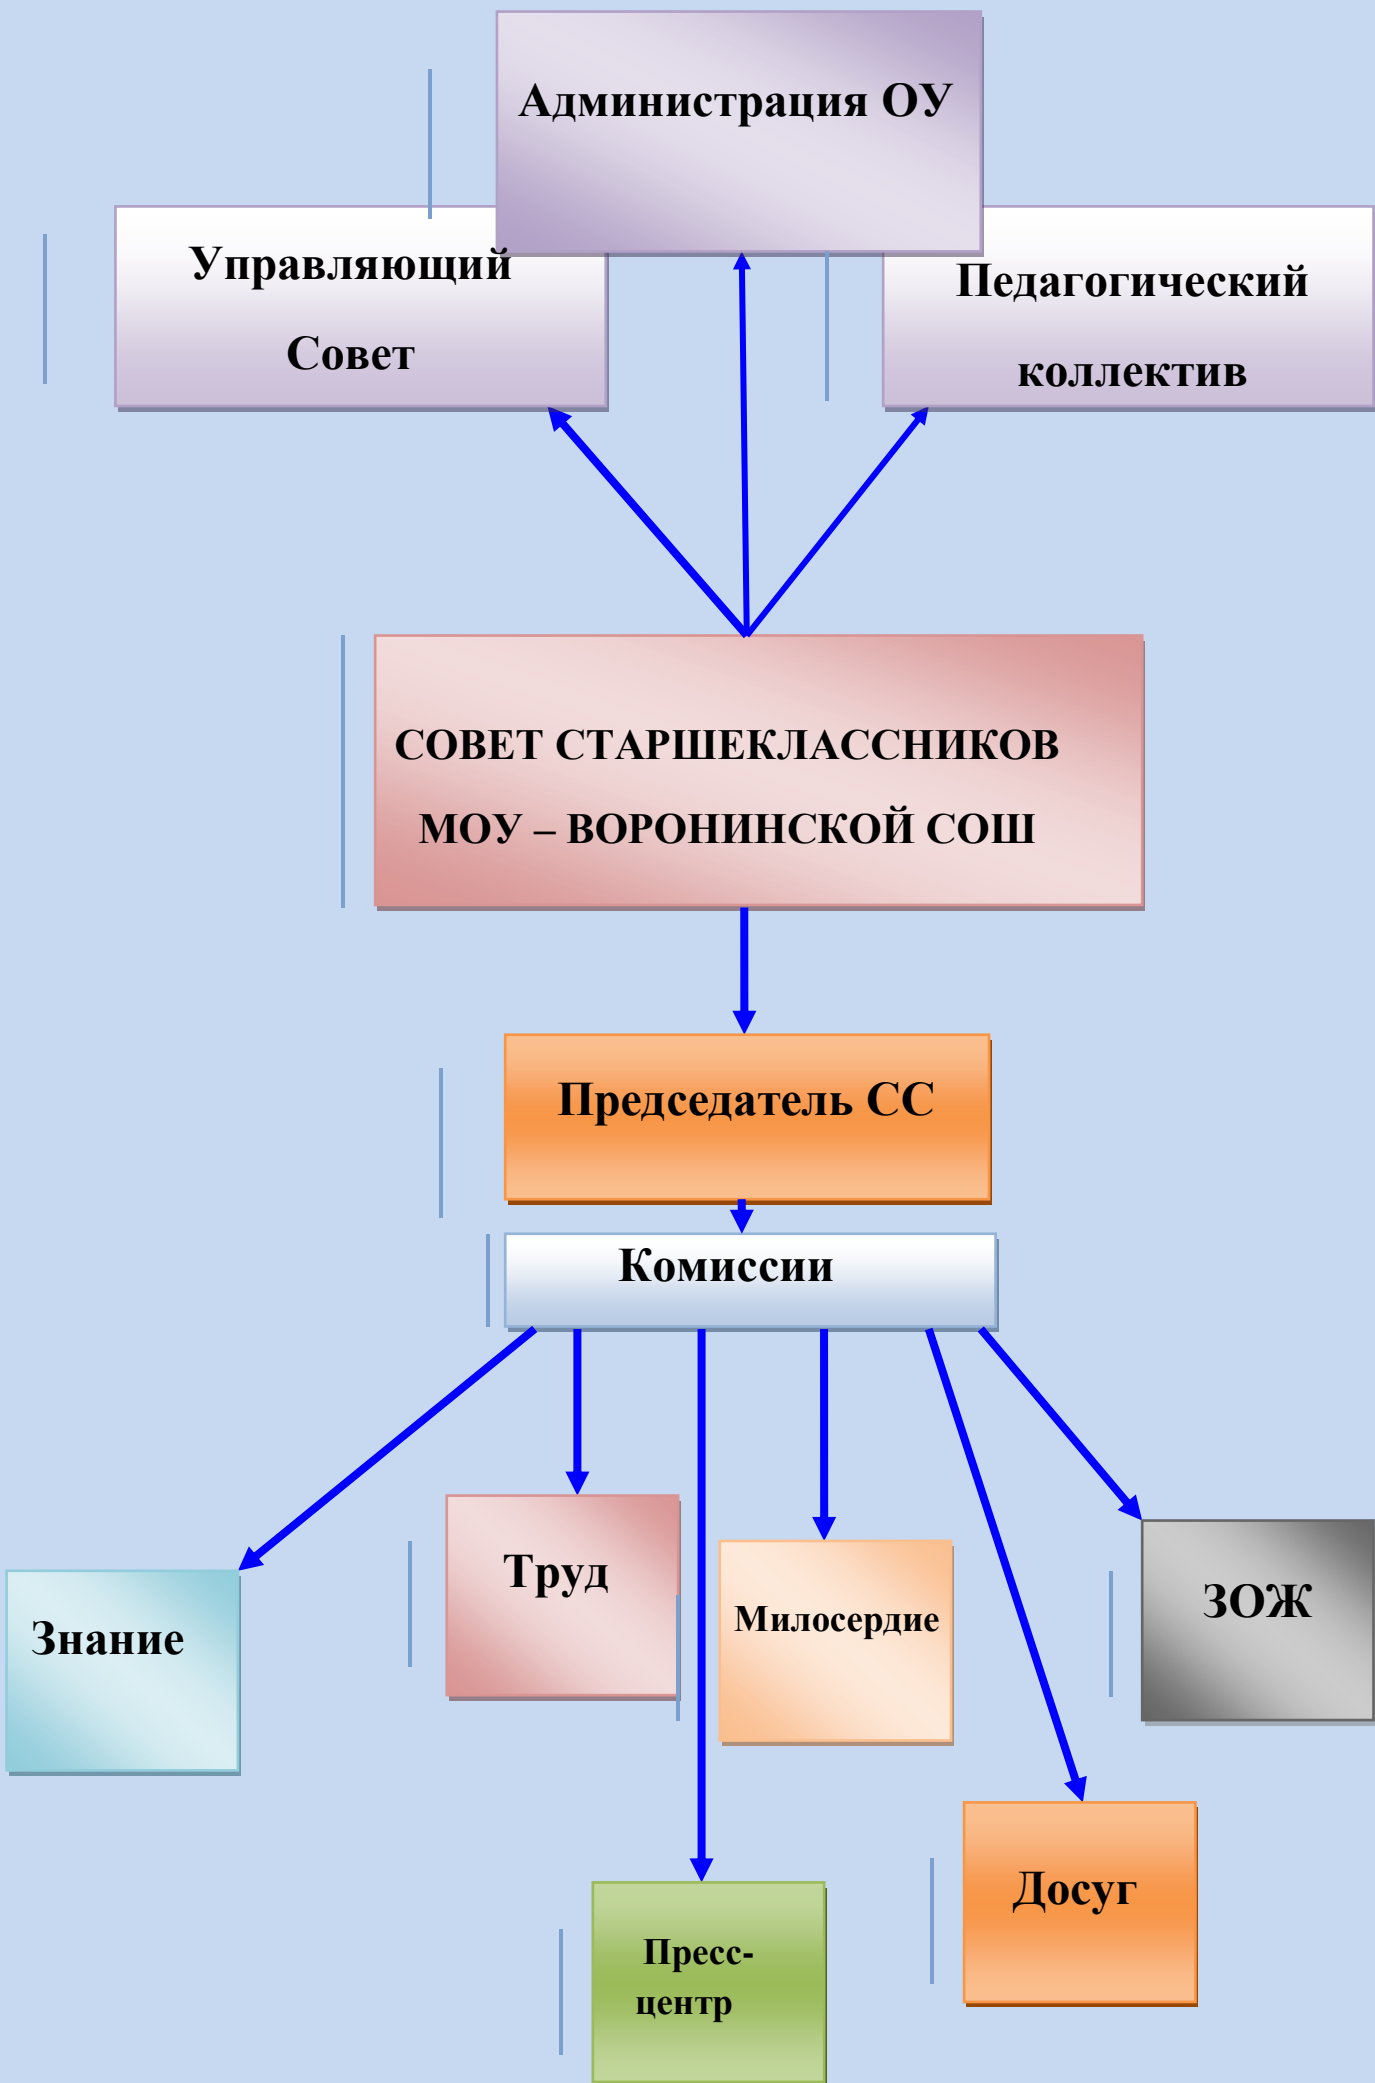 Администрация ОУ
Управляющий
Совет
Педагогический
коллектив
СОВЕТ СТАРШЕКЛАССНИКОВ
МОУ – ВОРОНИНСКОЙ СОШ
Председатель СС
Комиссии
Знание
Труд
Милосердие
ЗОЖ
Досуг
Пресс-
центр